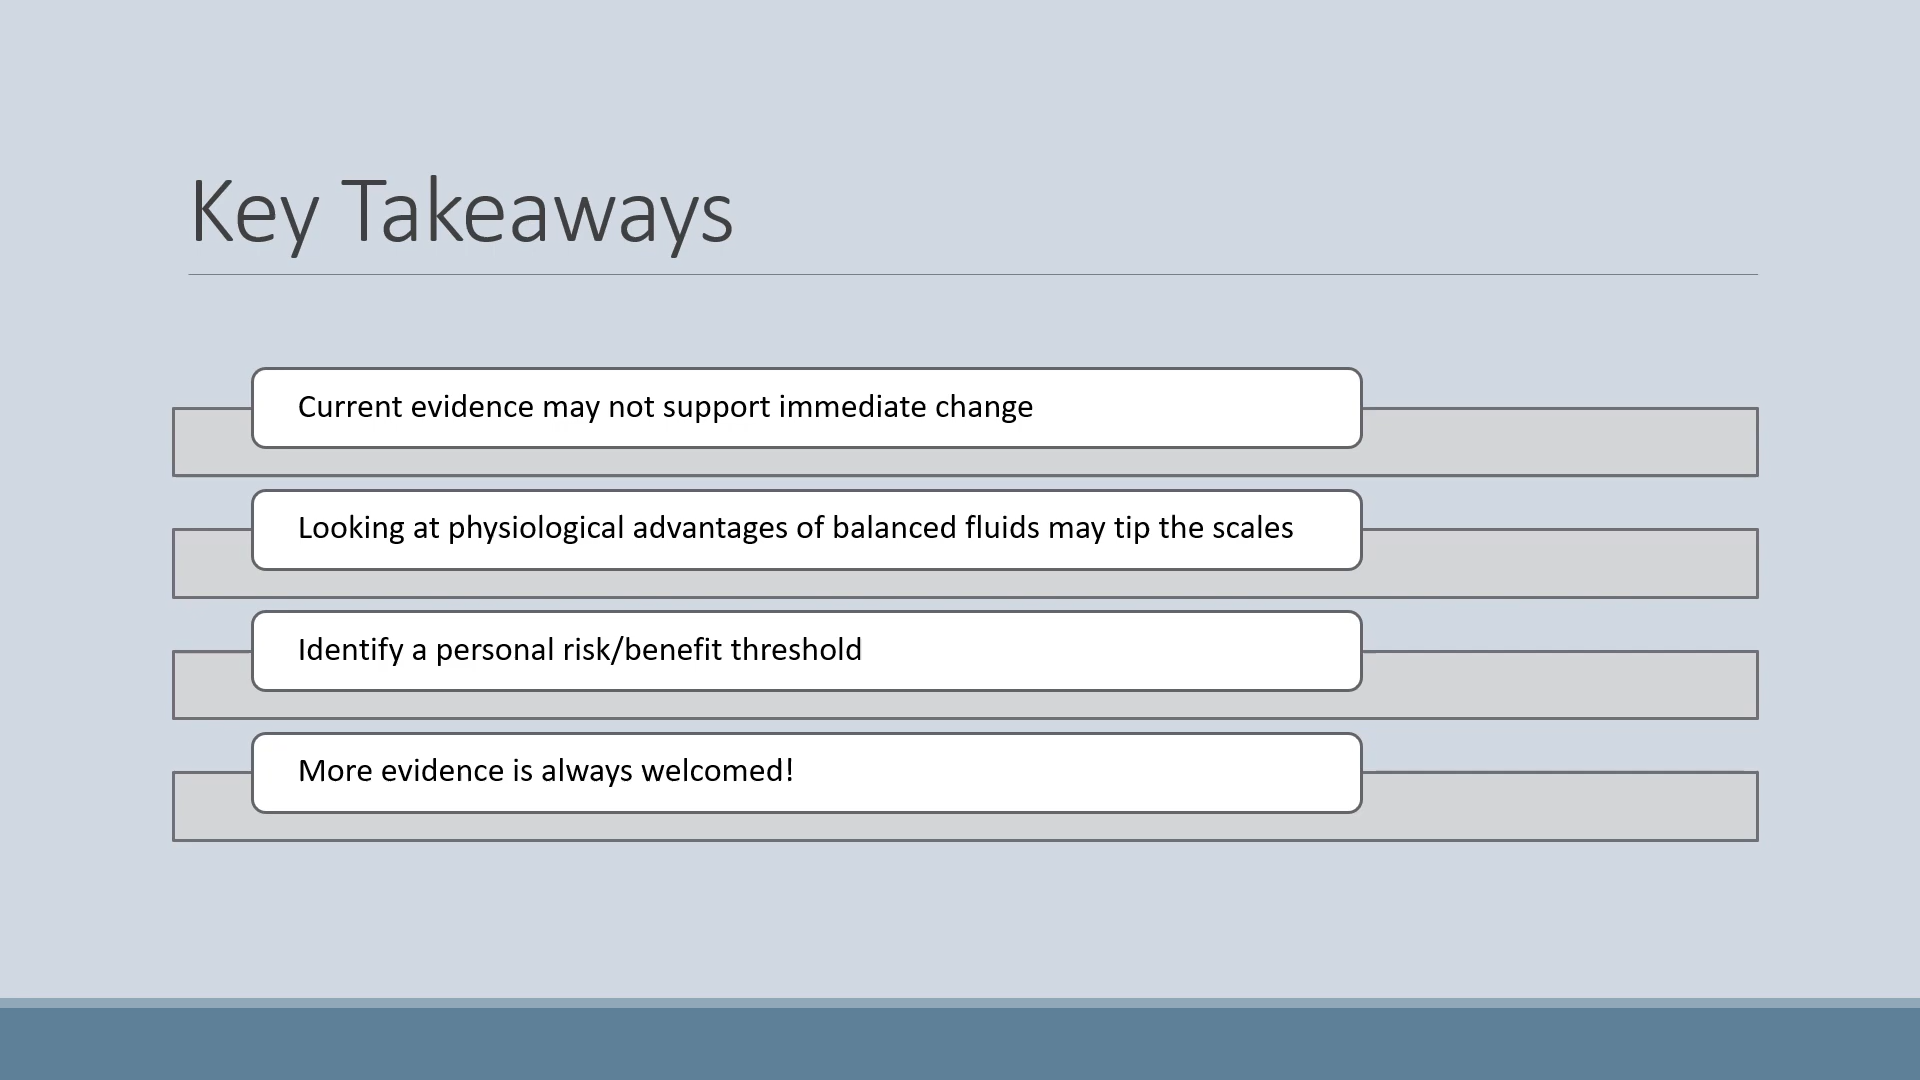 Key Takeaways
Current evidence may not support immediate change
Looking at physiological advantages of balanced fluids may tip the scales
Identify a personal risk/benefit threshold
More evidence is always welcomed!